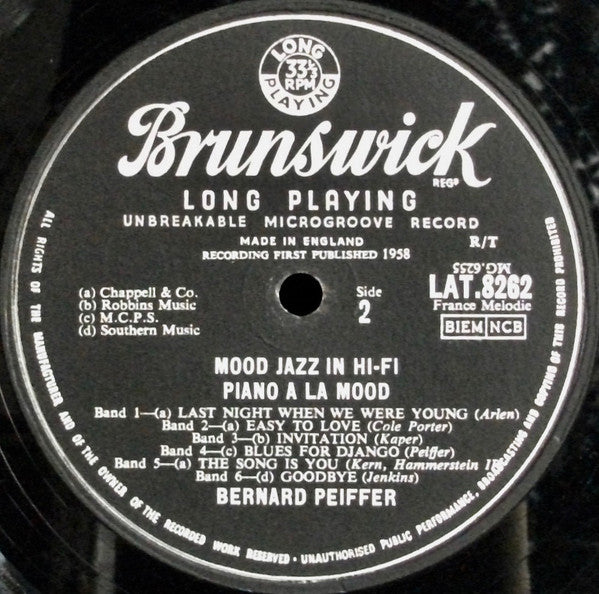 LONG
33⅓
RPM
PLAYING
Brunswick
REGD
LONG PLAYING
UNBREAKABLE MICROGROOVE RECORD
MADE IN ENGLAND
R/T
RECORDING FIRST PUBLISHED 1958
MG.6255
(a) Chappell & Co.
(b) Robbins Music
(c) M.C.P.S.
(d) Southern Music
Side
2
LAT.8262
France Melodie
BIEM NCB
MOOD JAZZ IN HI-FI
PIANO A LA MOOD
Band 1—(a) LAST NIGHT WHEN WE WERE YOUNG (Arlen)
Band 2—(a) EASY TO LOVE (Cole Porter)
Band 3—(b) INVITATION (Kaper)
Band 4—(c) BLUES FOR DJANGO (Peiffer)
Band 5—(a) THE SONG IS YOU (Kern, Hammerstein II)
Band 6—(d) GOODBYE (Jenkins)
BERNARD PEIFFER
ALL RIGHTS OF THE MANUFACTURER AND OF THE OWNER OF THE RECORDED WORK RESERVED · UNAUTHORISED PUBLIC PERFORMANCE, BROADCASTING AND COPYING OF THIS RECORD PROHIBITED